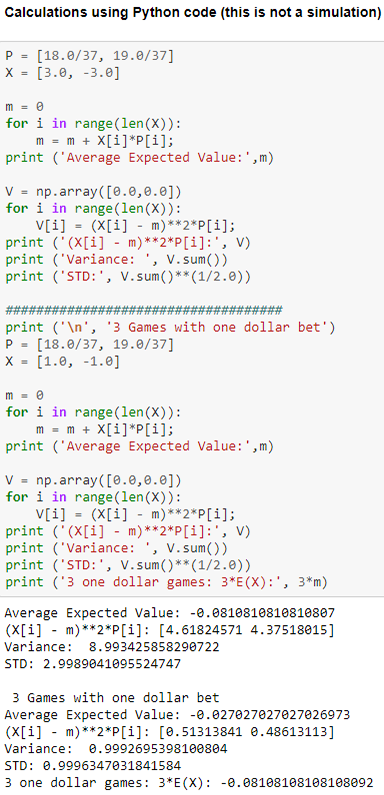 Calculations using Python code (this is not a simulation)
P = [18.0/37, 19.0/37]
X = [3.0, -3.0]
m = 0
for i in range(len(X)):
    m = m + X[i]*P[i];
print ('Average Expected Value:',m)
V = np.array([0.0,0.0])
for i in range(len(X)):
    V[i] = (X[i] - m)**2*P[i];
print ('(X[i] - m)**2*P[i]:', V)
print ('Variance: ', V.sum())
print ('STD:', V.sum()**(1/2.0))
####################################
print ('\n', '3 Games with one dollar bet')
P = [18.0/37, 19.0/37]
X = [1.0, -1.0]
m = 0
for i in range(len(X)):
    m = m + X[i]*P[i];
print ('Average Expected Value:',m)
V = np.array([0.0,0.0])
for i in range(len(X)):
    V[i] = (X[i] - m)**2*P[i];
print ('(X[i] - m)**2*P[i]:', V)
print ('Variance: ', V.sum())
print ('STD:', V.sum()**(1/2.0))
print ('3 one dollar games: 3*E(X):', 3*m)
Average Expected Value: -0.0810810810810807
(X[i] - m)**2*P[i]: [4.61824571 4.37518015]
Variance:  8.993425858290722
STD: 2.9989041095524747
 3 Games with one dollar bet
Average Expected Value: -0.027027027027026973
(X[i] - m)**2*P[i]: [0.51313841 0.48613113]
Variance:  0.9992695398100804
STD: 0.9996347031841584
3 one dollar games: 3*E(X): -0.08108108108108092